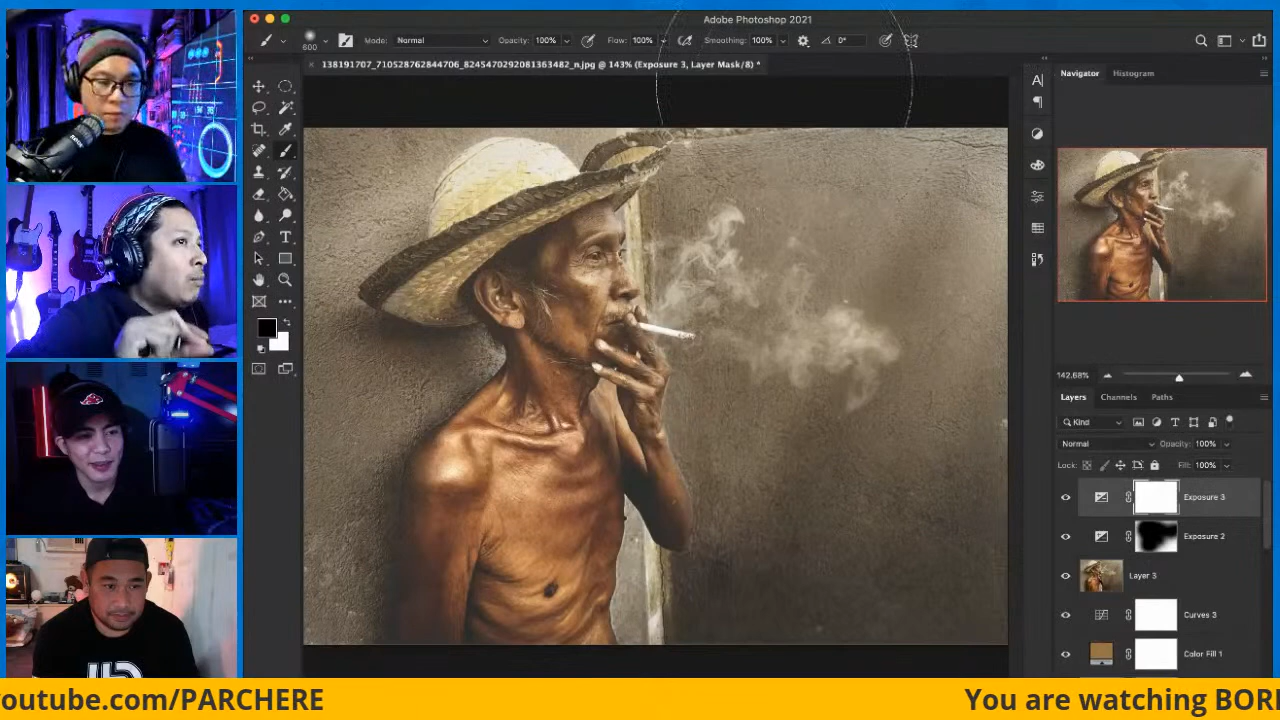 Adobe Photoshop 2021
600
Mode: Normal
Opacity: 100%
Flow: 100%
Smoothing: 100%
0°
138191707_710528762844706_8245470292081363482_n.jpg @ 143% (Exposure 3, Layer Mask/8) *
Navigator
Histogram
142.68%
Layers
Channels
Paths
Kind
Normal
Opacity: 100%
Lock:
Fill: 100%
Exposure 3
Exposure 2
Layer 3
Curves 3
Color Fill 1
outube.com/PARCHERE
You are watching BOR